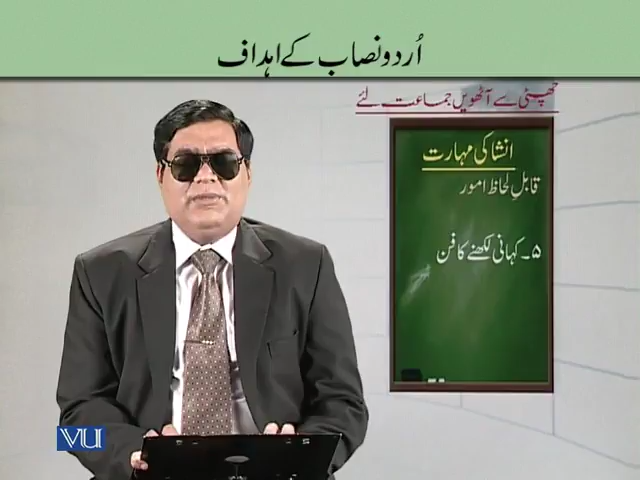 اُردو نصاب کے اہداف
چھٹی سے آٹھویں جماعت لئے
انشا کی مہارت
قابلِ لحاظ امور
۵۔ کہانی لکھنے کا فن
VU